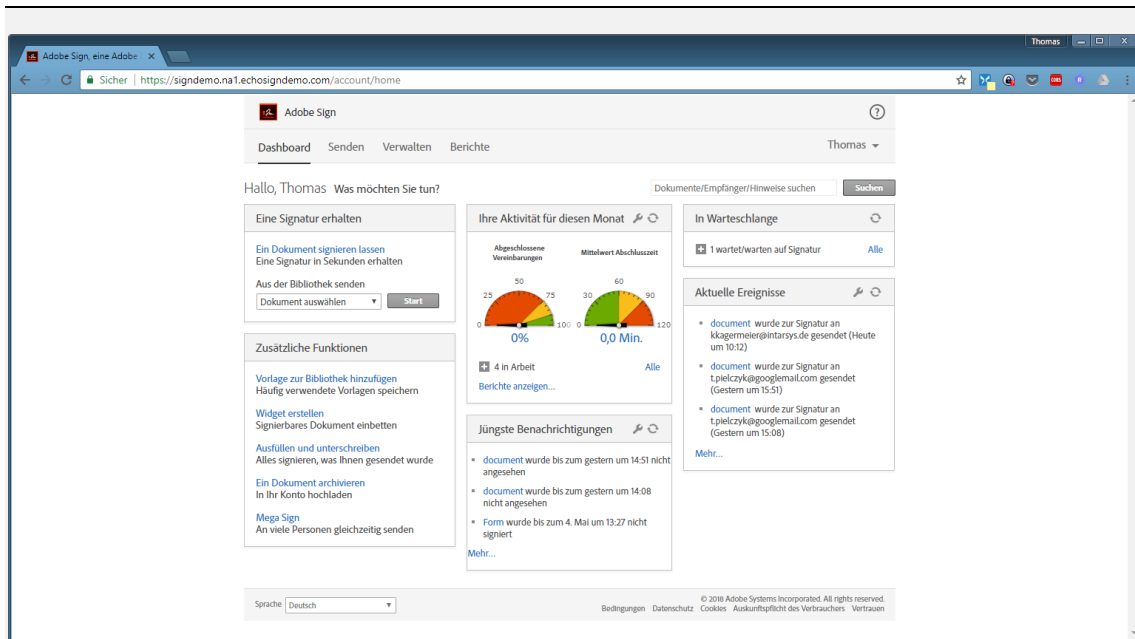 Thomas
Adobe Sign, eine Adobe
Sicher | https://signdemo.na1.echosigndemo.com/account/home
Adobe Sign
Dashboard Senden Verwalten Berichte
Thomas
Hallo, Thomas Was möchten Sie tun?
Dokumente/Empfänger/Hinweise suchen
Suchen
Eine Signatur erhalten
Ein Dokument signieren lassen
Eine Signatur in Sekunden erhalten
Aus der Bibliothek senden
Dokument auswählen
Start
Zusätzliche Funktionen
Vorlage zur Bibliothek hinzufügen
Häufig verwendete Vorlagen speichern
Widget erstellen
Signierbares Dokument einbetten
Ausfüllen und unterschreiben
Alles signieren, was Ihnen gesendet wurde
Ein Dokument archivieren
In Ihr Konto hochladen
Mega Sign
An viele Personen gleichzeitig senden
Ihre Aktivität für diesen Monat
Abgeschlossene
Vereinbarungen
0 25 50 75 100
0%
Mittelwert Abschlusszeit
0 30 60 90 120
0,0 Min.
4 in Arbeit
Alle
Berichte anzeigen...
Jüngste Benachrichtigungen
document wurde bis zum gestern um 14:51 nicht
angesehen
document wurde bis zum gestern um 14:08
nicht angesehen
Form wurde bis zum 4. Mai um 13:27 nicht
signiert
Mehr...
In Warteschlange
1 wartet/warten auf Signatur
Alle
Aktuelle Ereignisse
document wurde zur Signatur an
kkagermeier@intarsys.de gesendet (Heute
um 10:12)
document wurde zur Signatur an
t.pielczyk@googlemail.com gesendet
(Gestern um 15:51)
document wurde zur Signatur an
t.pielczyk@googlemail.com gesendet
(Gestern um 15:08)
Mehr...
Sprache Deutsch
© 2018 Adobe Systems Incorporated. All rights reserved.
Bedingungen Datenschutz Cookies Auskunftspflicht des Verbrauchers Vertrauen